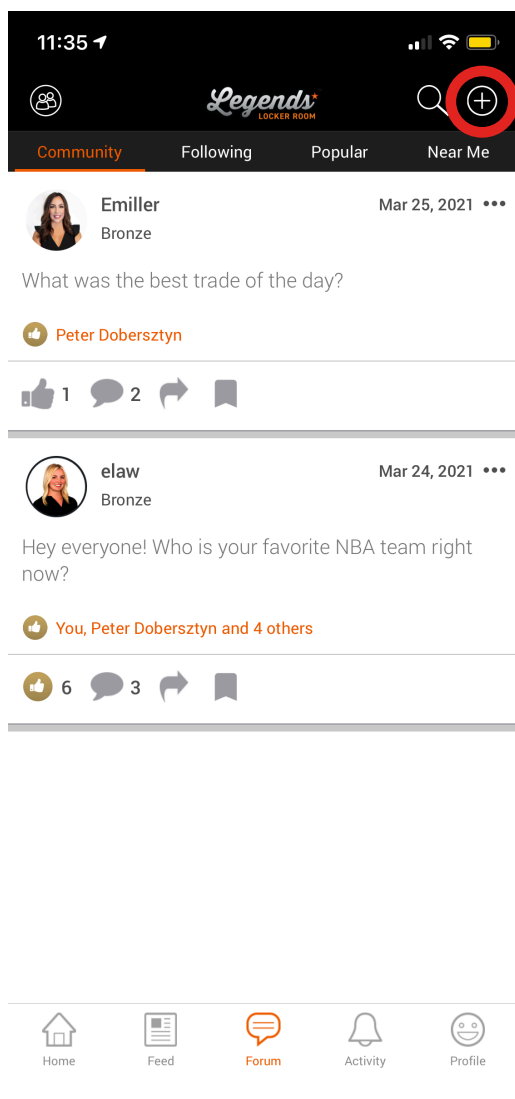 11:35
Legends
LOCKER ROOM
Community Following Popular Near Me
Emiller Mar 25, 2021
Bronze
What was the best trade of the day?
Peter Dobersztyn
1 2
elaw Mar 24, 2021
Bronze
Hey everyone! Who is your favorite NBA team right
now?
You, Peter Dobersztyn and 4 others
6 3
Home Feed Forum Activity Profile